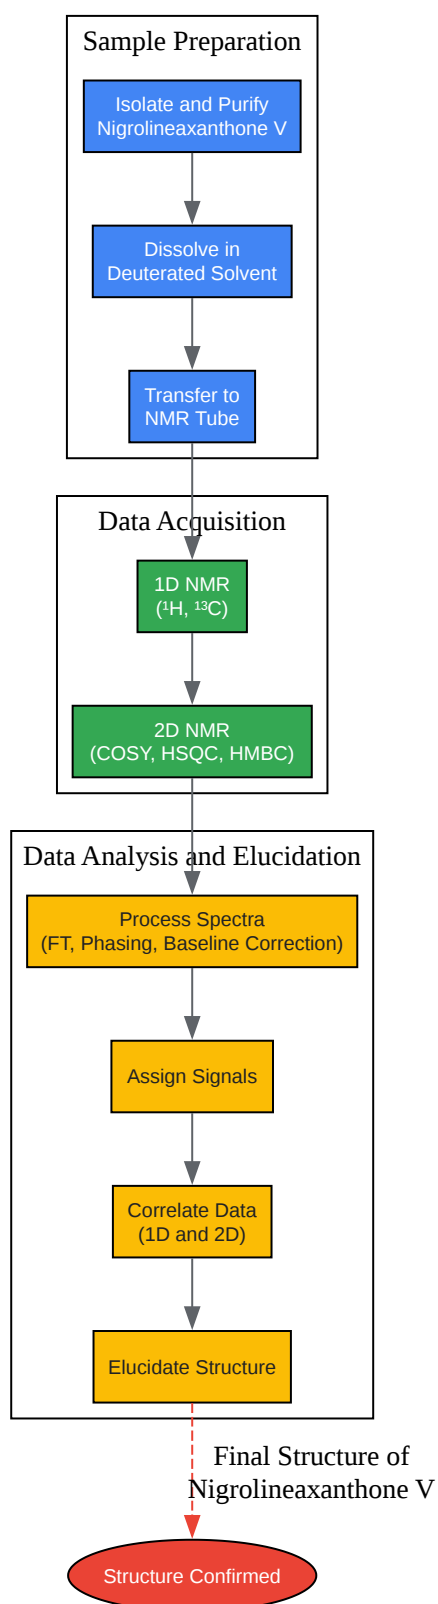 Sample Preparation
Isolate and Purify
Nigrolineaxanthone V
Dissolve in
Deuterated Solvent
Transfer to
NMR Tube
Data Acquisition
1D NMR
(¹H, ¹³C)
2D NMR
(COSY, HSQC, HMBC)
Data Analysis and Elucidation
Process Spectra
(FT, Phasing, Baseline Correction)
Assign Signals
Correlate Data
(1D and 2D)
Elucidate Structure
Final Structure of
Nigrolineaxanthone V
Structure Confirmed